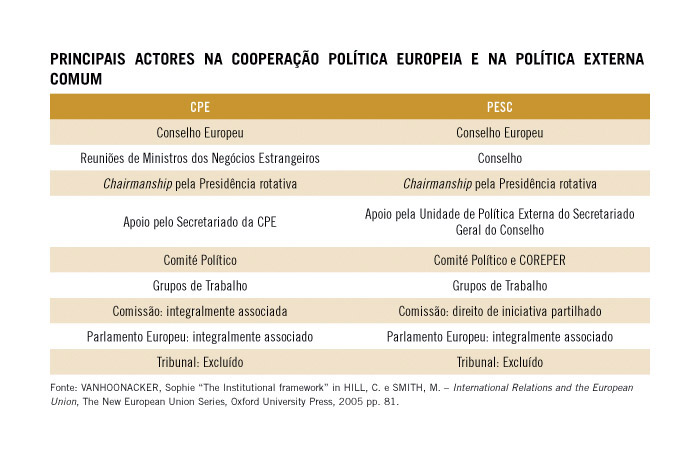 PRINCIPAIS ACTORES NA COOPERAÇÃO POLÍTICA EUROPEIA E NA POLÍTICA EXTERNA
COMUM
CPE PESC
Conselho Europeu Conselho Europeu
Reuniões de Ministros dos Negócios Estrangeiros Conselho
Chairmanship pela Presidência rotativa Chairmanship pela Presidência rotativa
Apoio pelo Secretariado da CPE Apoio pela Unidade de Política Externa do Secretariado
Geral do Conselho
Comité Político Comité Político e COREPER
Grupos de Trabalho Grupos de Trabalho
Comissão: integralmente associada Comissão: direito de iniciativa partilhado
Parlamento Europeu: integralmente associado Parlamento Europeu: integralmente associado
Tribunal: Excluído Tribunal: Excluído
Fonte: VANHOONACKER, Sophie “The Institutional framework” in HILL, C. e SMITH, M. – International Relations and the European
Union, The New European Union Series, Oxford University Press, 2005 pp. 81.